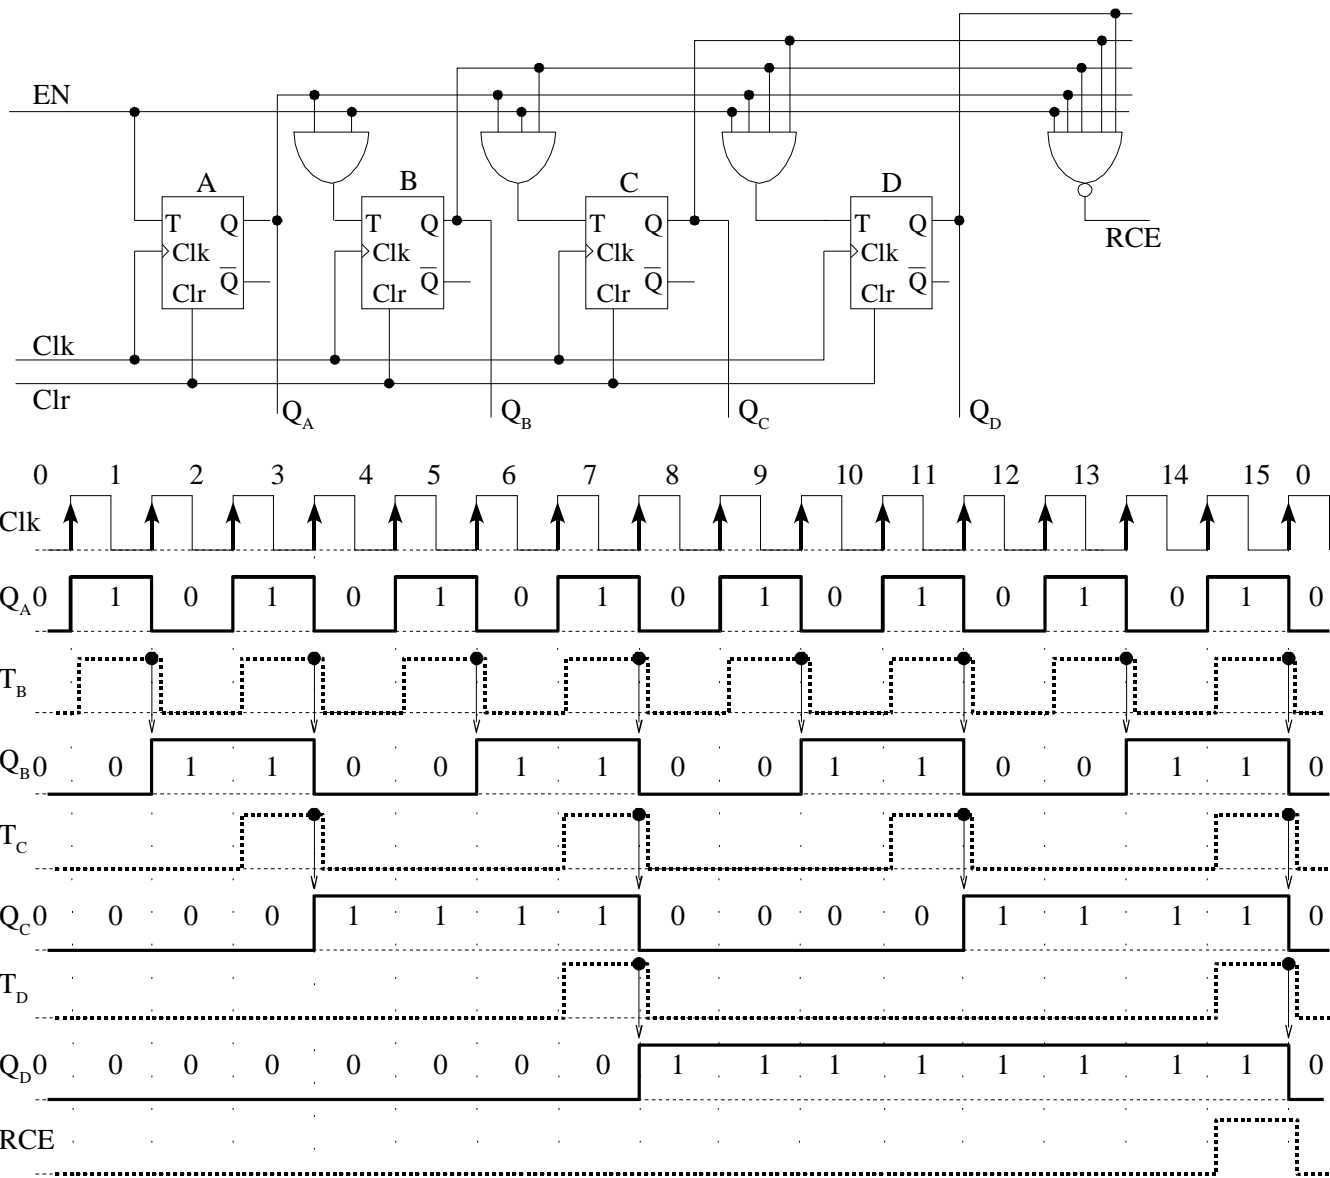 EN
A B C D
T Q T Q T Q T Q
RCE
Clk Clk Clk Clk
Q Q Q Q
Clr Clr Clr Clr
Clk
Clr
QA QB QC QD
0 1 2 3 4 5 6 7 8 9 10 11 12 13 14 15 0
Clk
QA 0 1 0 1 0 1 0 1 0 1 0 1 0 1 0 1 0
TB
QB 0 0 1 1 0 0 1 1 0 0 1 1 0 0 1 1 0
TC
QC 0 0 0 0 1 1 1 1 0 0 0 0 1 1 1 1 0
TD
QD 0 0 0 0 0 0 0 0 1 1 1 1 1 1 1 1 0
RCE